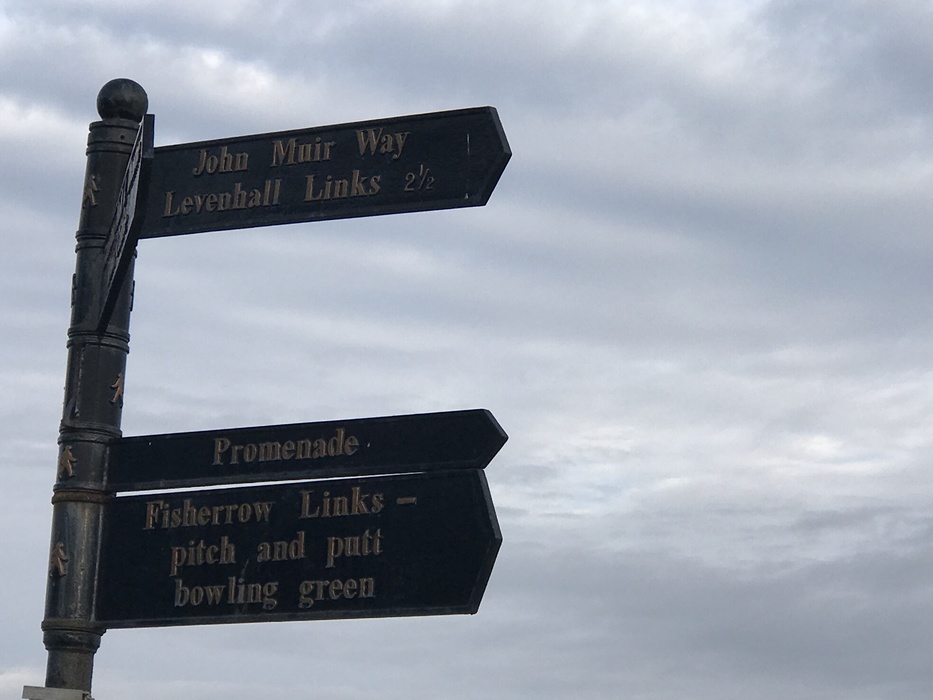 John Muir Way
Levenhall Links 2½
Promenade
Fisherrow Links –
pitch and putt
bowling green